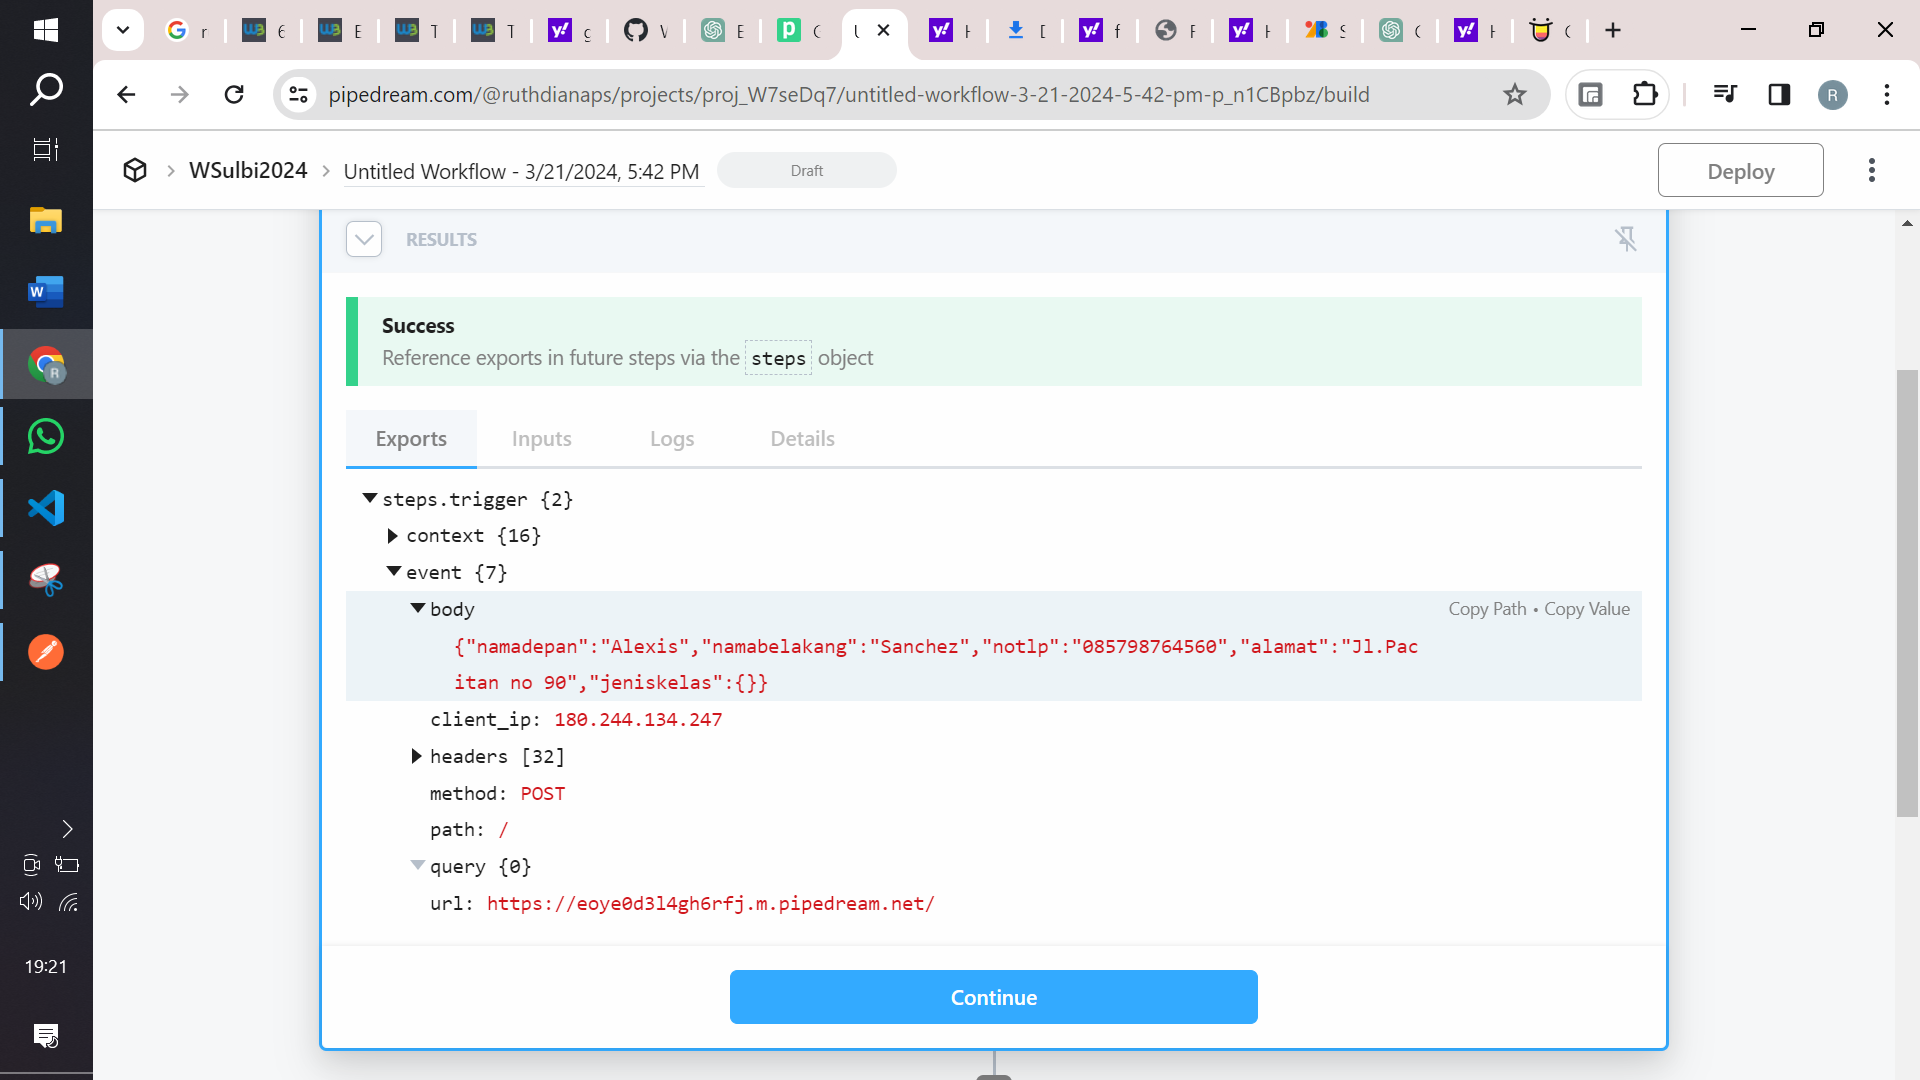 r
6
E
T
T
g
V
E
C
U
H
D
f
F
H
S
C
H
C
pipedream.com/@ruthdianaps/projects/proj_W7seDq7/untitled-workflow-3-21-2024-5-42-pm-p_n1CBpbz/build
R
WSulbi2024
Untitled Workflow - 3/21/2024, 5:42 PM
Draft
Deploy
RESULTS
Success
Reference exports in future steps via the steps object
Exports Inputs Logs Details
steps.trigger {2}
context {16}
event {7}
body
Copy Path • Copy Value
{"namadepan":"Alexis","namabelakang":"Sanchez","notlp":"085798764560","alamat":"Jl.Pac
itan no 90","jeniskelas":{}}
client_ip: 180.244.134.247
headers [32]
method: POST
path: /
query {0}
url: https://eoye0d3l4gh6rfj.m.pipedream.net/
Continue
19:21